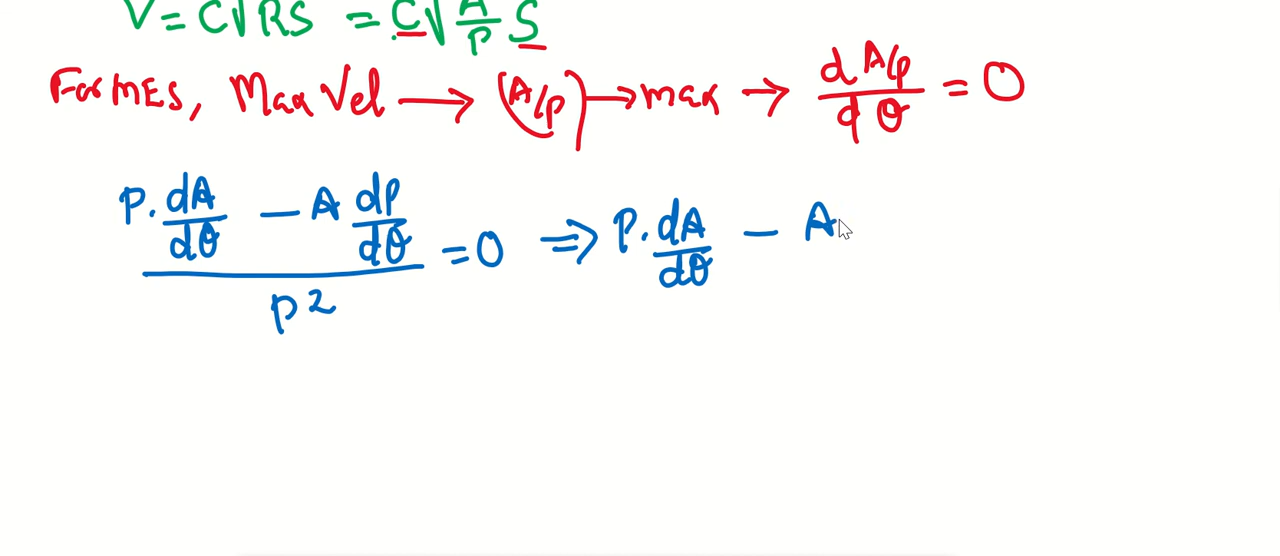 V = C√RS = C√A/P S
For MES, Max Vel → (A/P) → max → d A/P / dθ = 0
P. dA/dθ - A dP/dθ / P² = 0 ⇒ P. dA/dθ - A